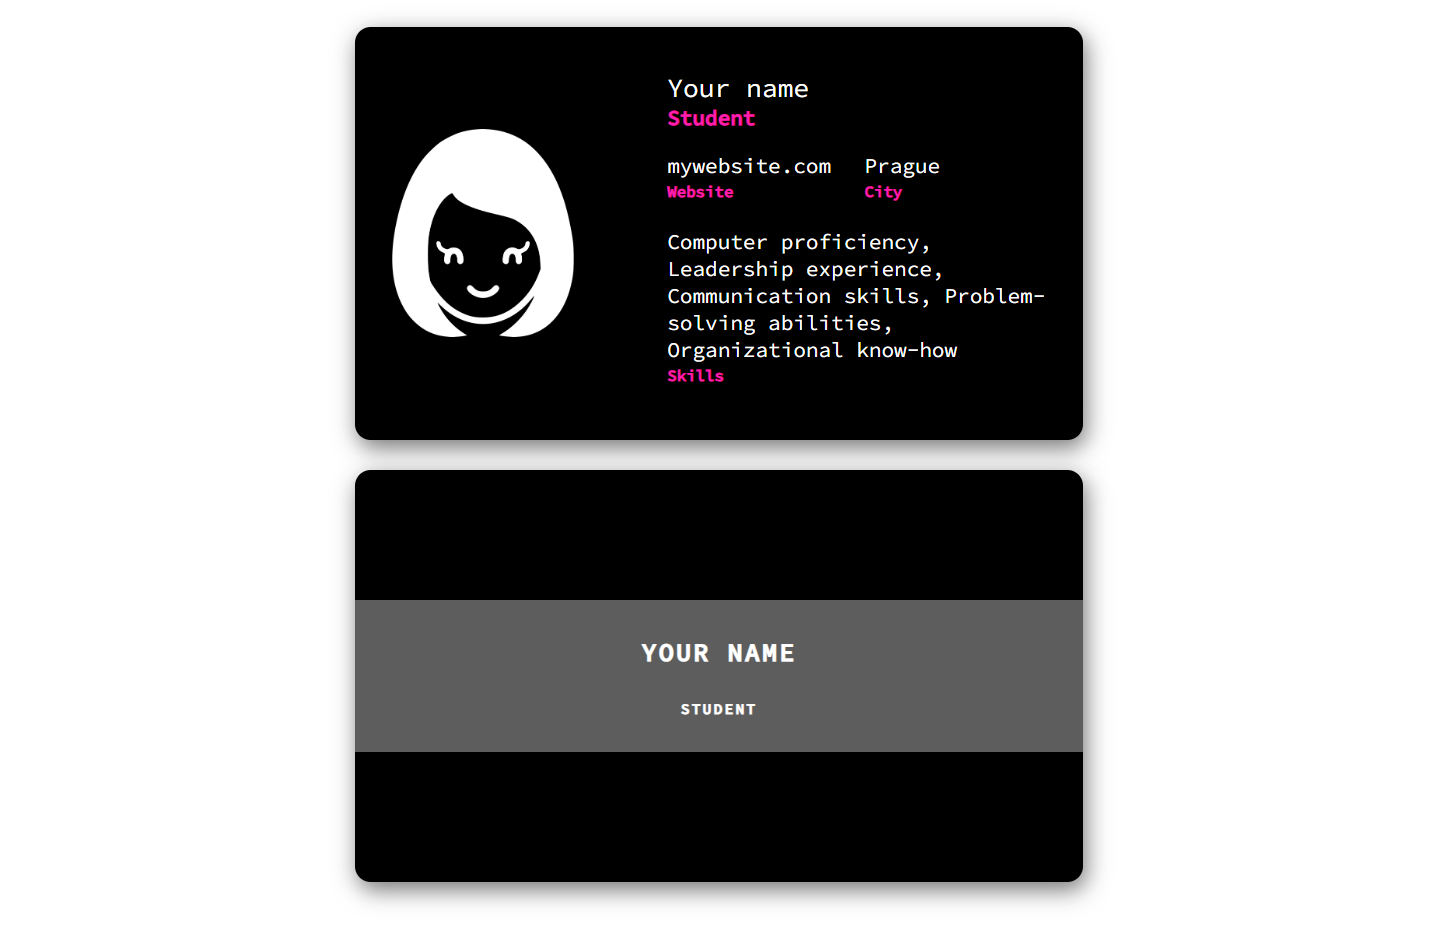 Your name
Student
mywebsite.com Prague
Website City
Computer proficiency,
Leadership experience,
Communication skills, Problem-
solving abilities,
Organizational know-how
Skills
YOUR NAME
STUDENT